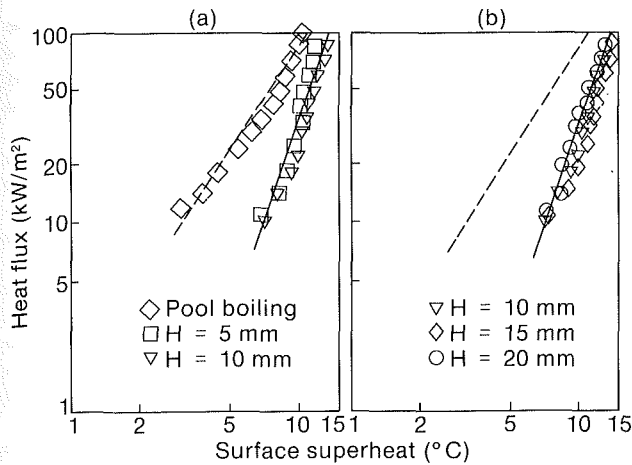 (a)
(b)
100
50
20
10
5
1
Heat flux (kW/m²)
Pool boiling
H = 5 mm
H = 10 mm
H = 10 mm
H = 15 mm
H = 20 mm
1 2 5 10 15 1 2 5 10 15
Surface superheat (°C)